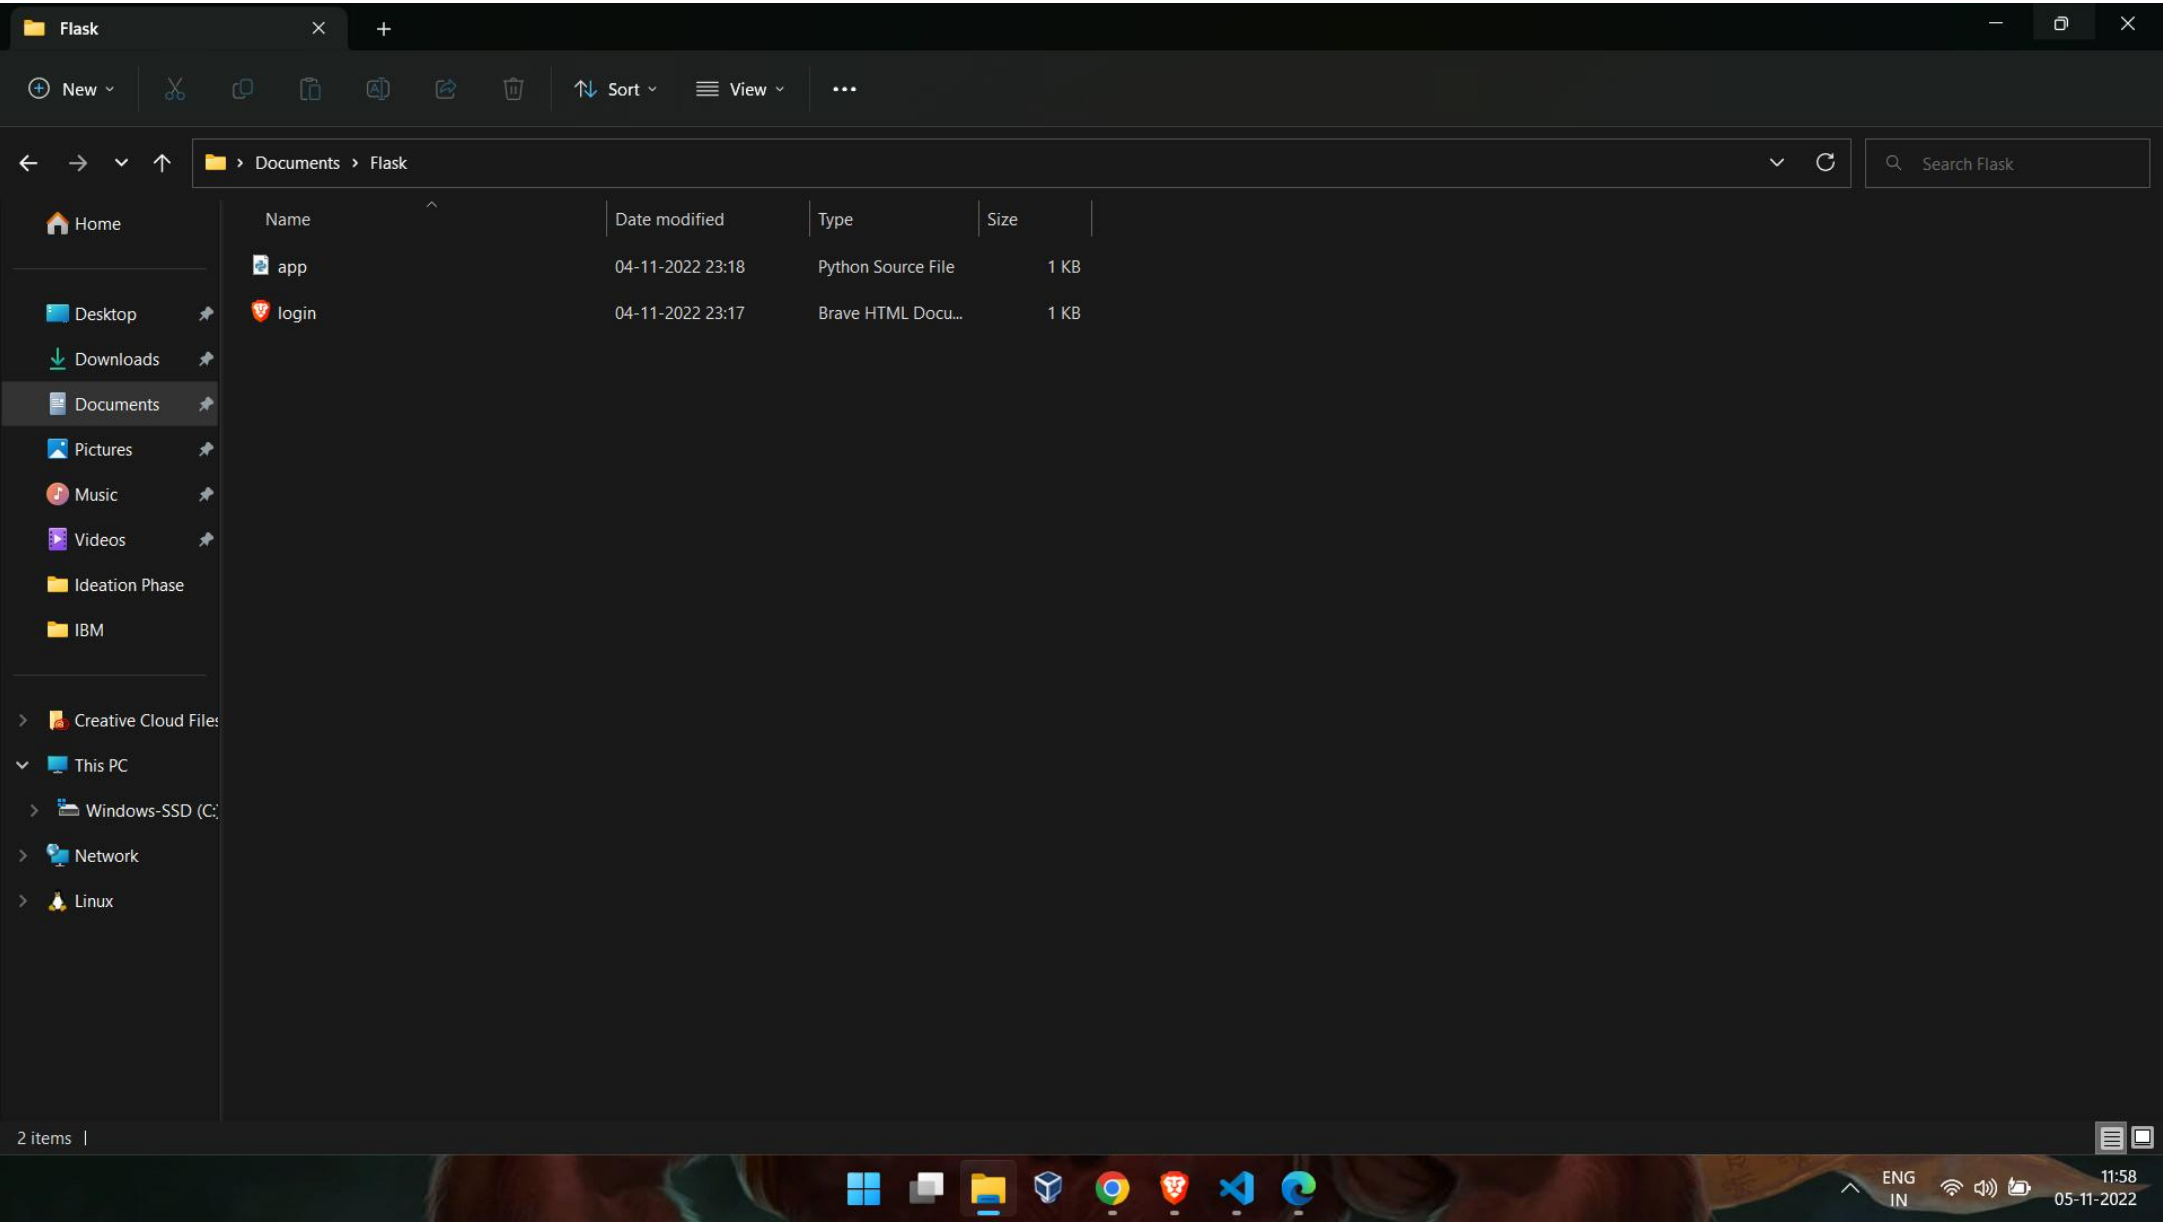 Flask
New
Sort
View
Documents
Flask
Search Flask
Name
Date modified
Type
Size
app
04-11-2022 23:18
Python Source File
1 KB
login
04-11-2022 23:17
Brave HTML Docu...
1 KB
Home
Desktop
Downloads
Documents
Pictures
Music
Videos
Ideation Phase
IBM
Creative Cloud Files
This PC
Windows-SSD (C:)
Network
Linux
2 items
ENG
IN
11:58
05-11-2022